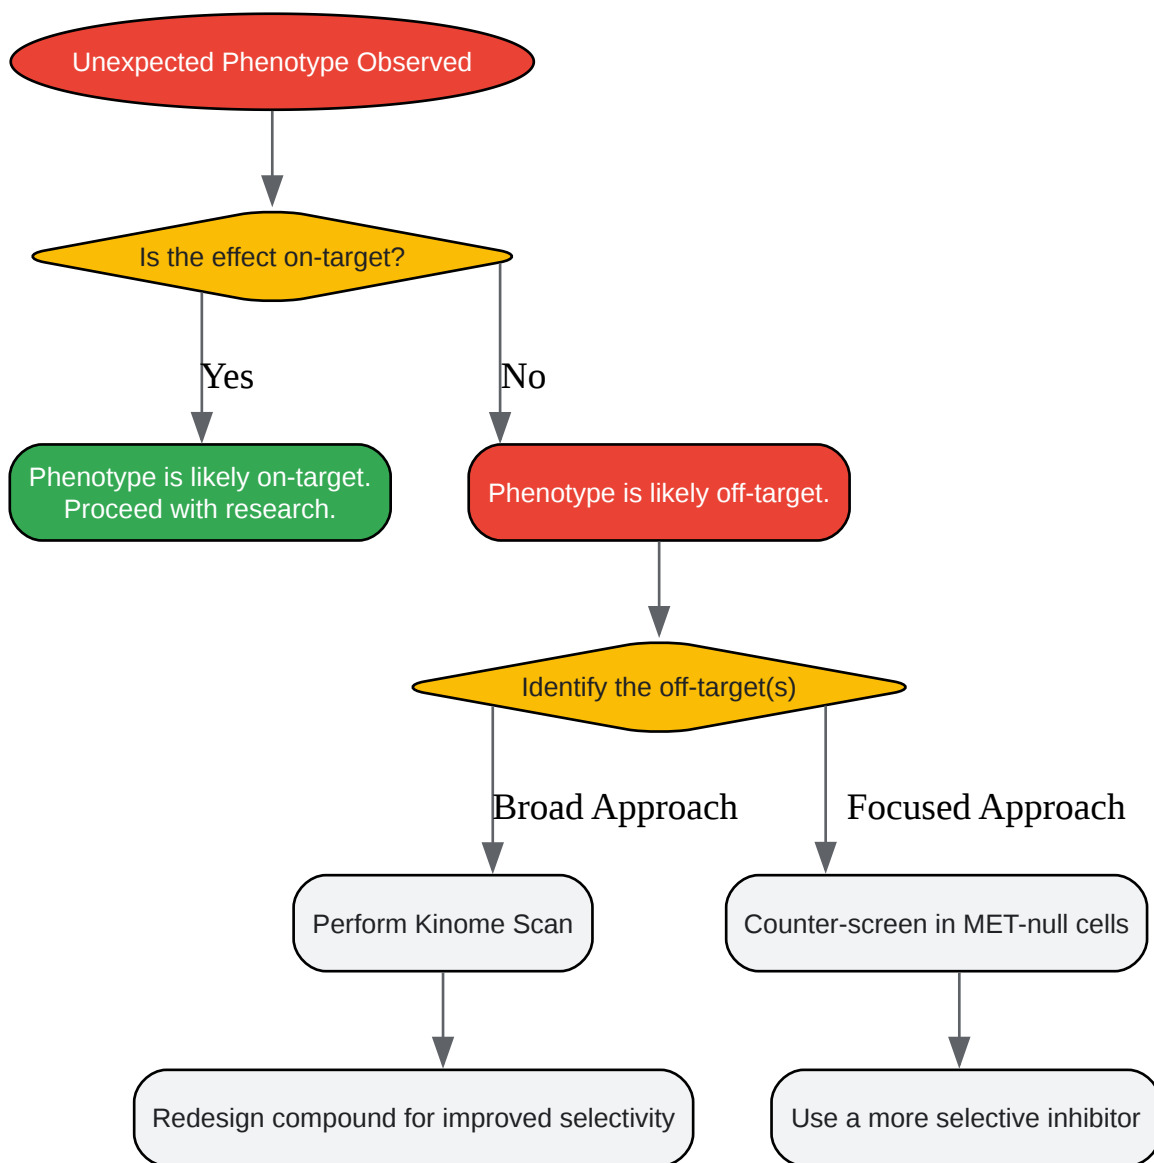 Unexpected Phenotype Observed
Is the effect on-target?
Yes
No
Phenotype is likely on-target.
Proceed with research.
Phenotype is likely off-target.
Identify the off-target(s)
Broad Approach
Focused Approach
Perform Kinome Scan
Counter-screen in MET-null cells
Redesign compound for improved selectivity
Use a more selective inhibitor